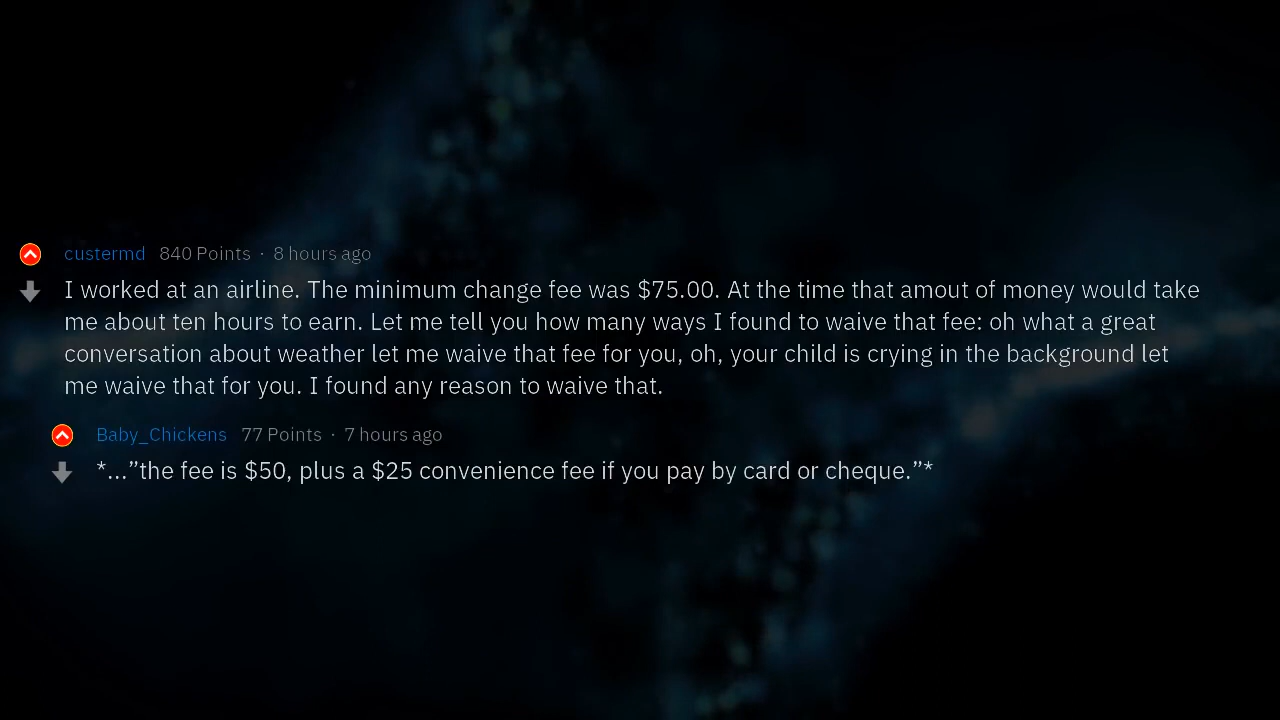 custermd 840 Points · 8 hours ago
I worked at an airline. The minimum change fee was $75.00. At the time that amout of money would take
me about ten hours to earn. Let me tell you how many ways I found to waive that fee: oh what a great
conversation about weather let me waive that fee for you, oh, your child is crying in the background let
me waive that for you. I found any reason to waive that.
Baby_Chickens 77 Points · 7 hours ago
*...”the fee is $50, plus a $25 convenience fee if you pay by card or cheque.”*